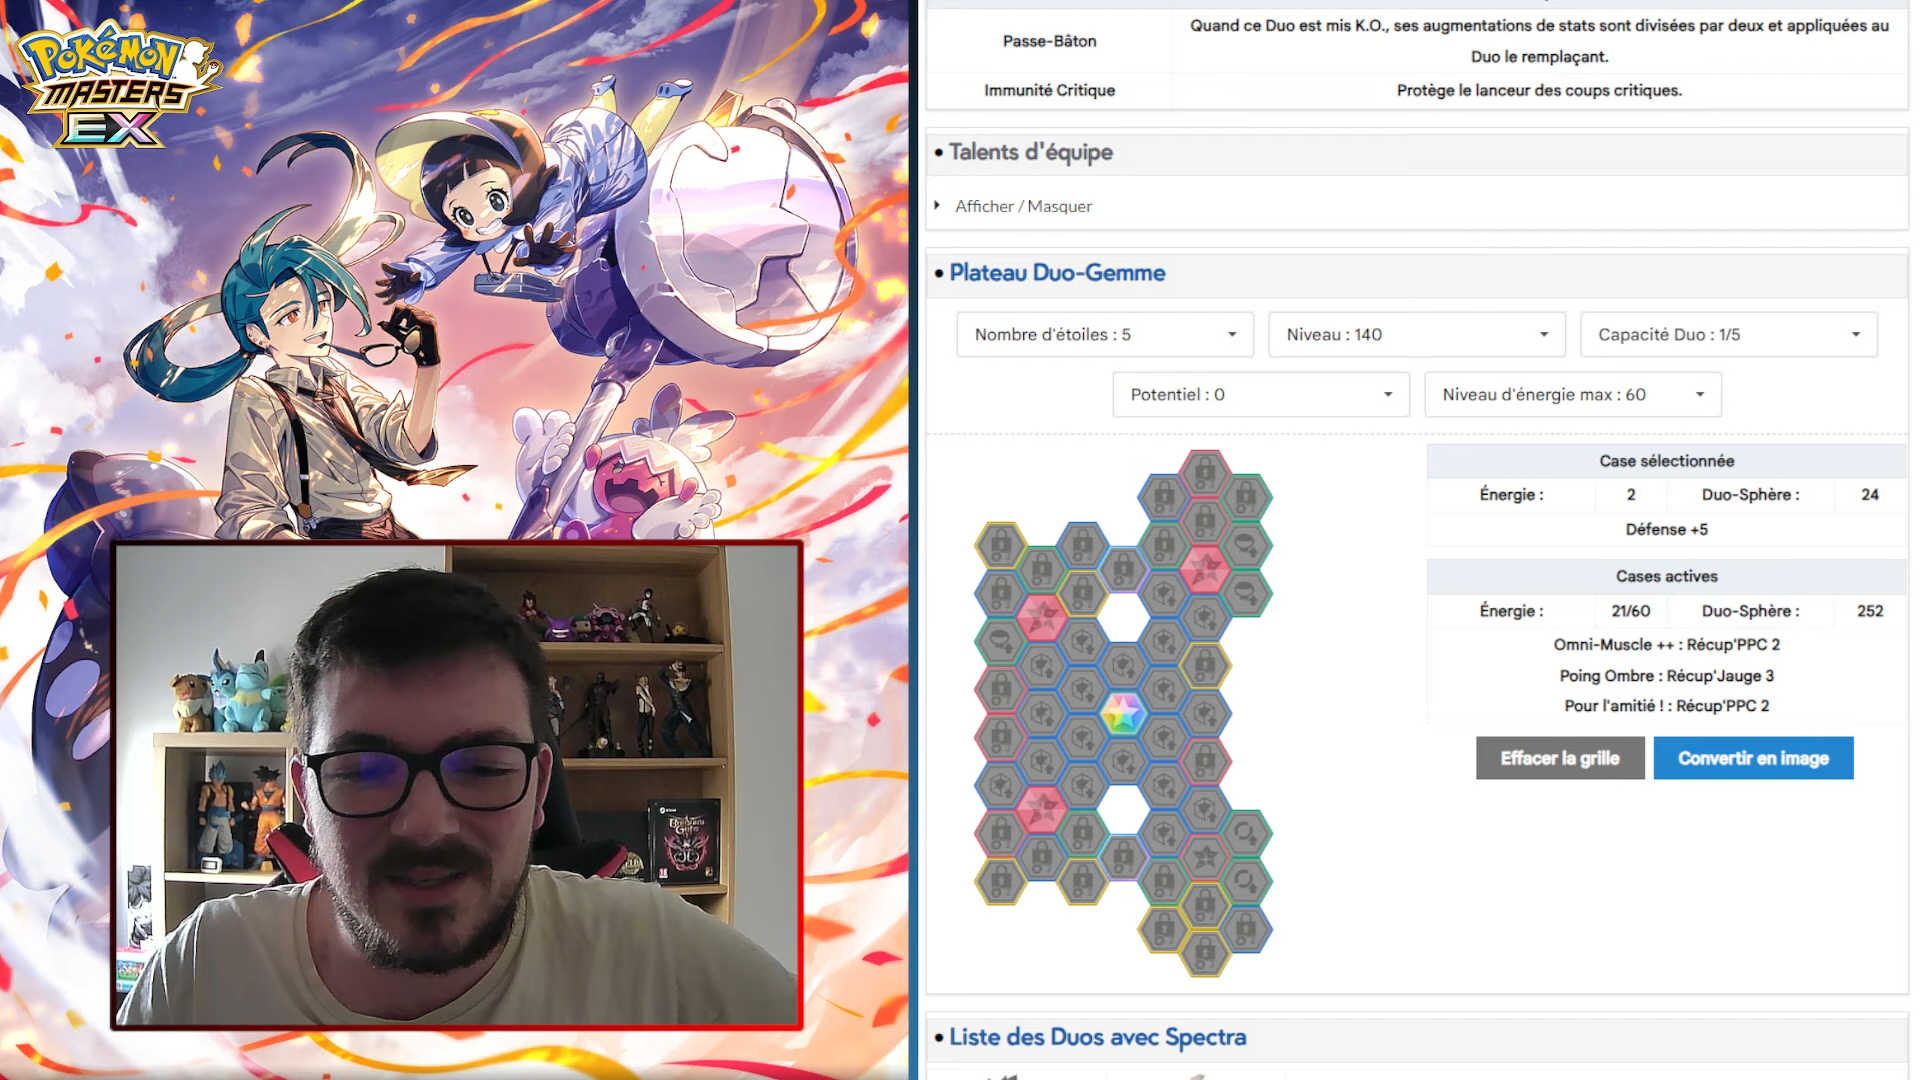 POKÉMON
MASTERS
EX
Passe-Bâton
Quand ce Duo est mis K.O., ses augmentations de stats sont divisées par deux et appliquées au
Duo le remplaçant.
Immunité Critique
Protège le lanceur des coups critiques.
Talents d'équipe
Afficher / Masquer
Plateau Duo-Gemme
Nombre d'étoiles : 5
Niveau : 140
Capacité Duo : 1/5
Potentiel : 0
Niveau d'énergie max : 60
Case sélectionnée
Énergie : 2 Duo-Sphère : 24
Défense +5
Cases actives
Énergie : 21/60 Duo-Sphère : 252
Omni-Muscle ++ : Récup'PPC 2
Poing Ombre : Récup'Jauge 3
Pour l'amitié ! : Récup'PPC 2
Effacer la grille
Convertir en image
Liste des Duos avec Spectra